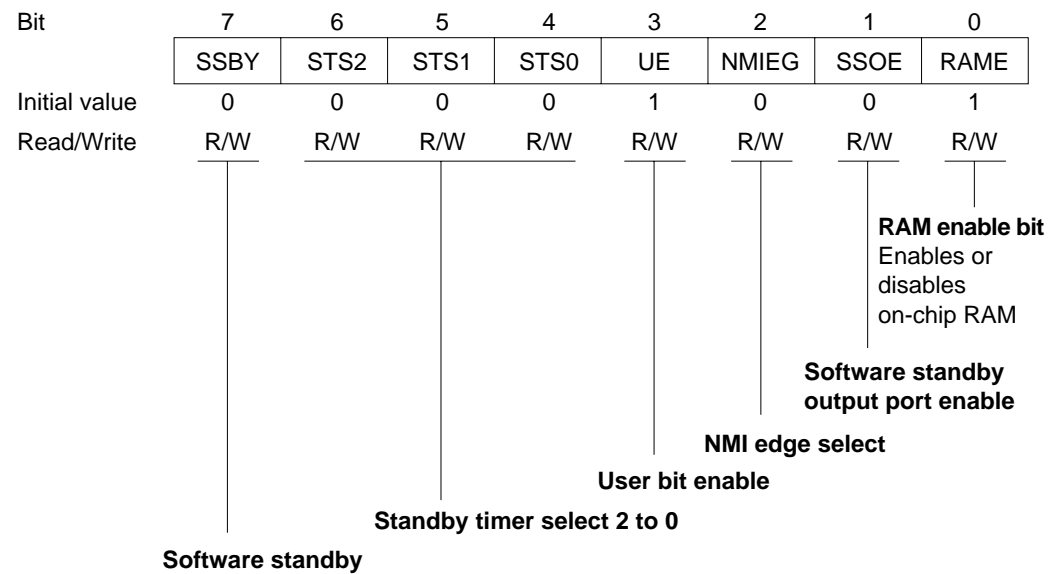 Bit 7 6 5 4 3 2 1 0
SSBY STS2 STS1 STS0 UE NMIEG SSOE RAME
Initial value 0 0 0 0 1 0 0 1
Read/Write R/W R/W R/W R/W R/W R/W R/W R/W
RAM enable bit
Enables or
disables
on-chip RAM
Software standby
output port enable
NMI edge select
User bit enable
Standby timer select 2 to 0
Software standby